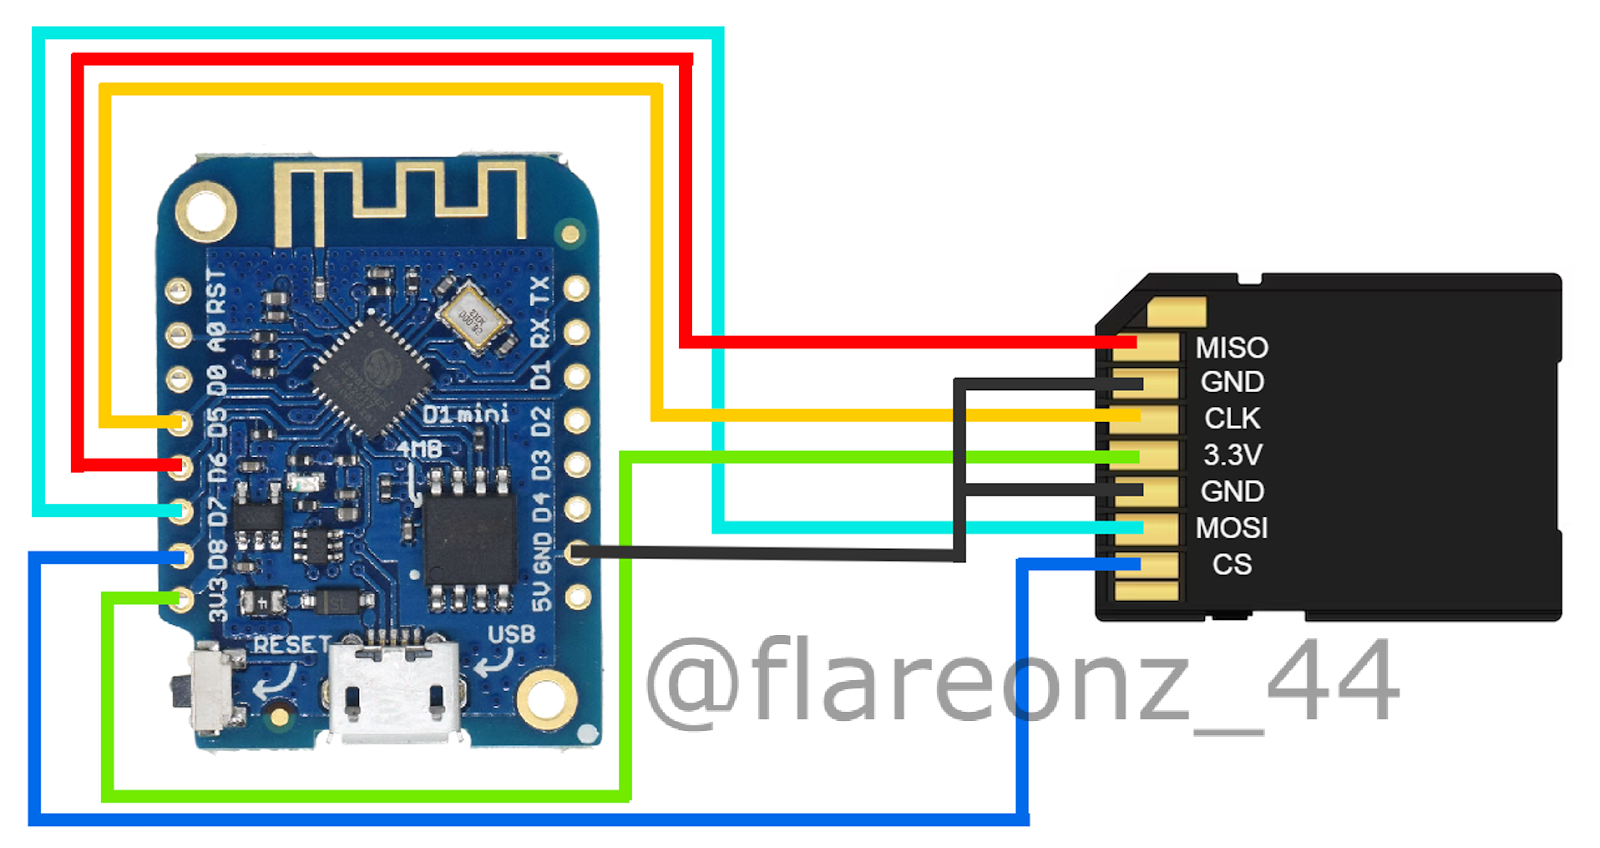 RST
A0
D0
D5
D6
D7
D8
3V3
TX
RX
D1
D2
D3
D4
GND
5V
D1 mini
4MB
RESET
USB
MISO
GND
CLK
3.3V
GND
MOSI
CS
@flareonz_44